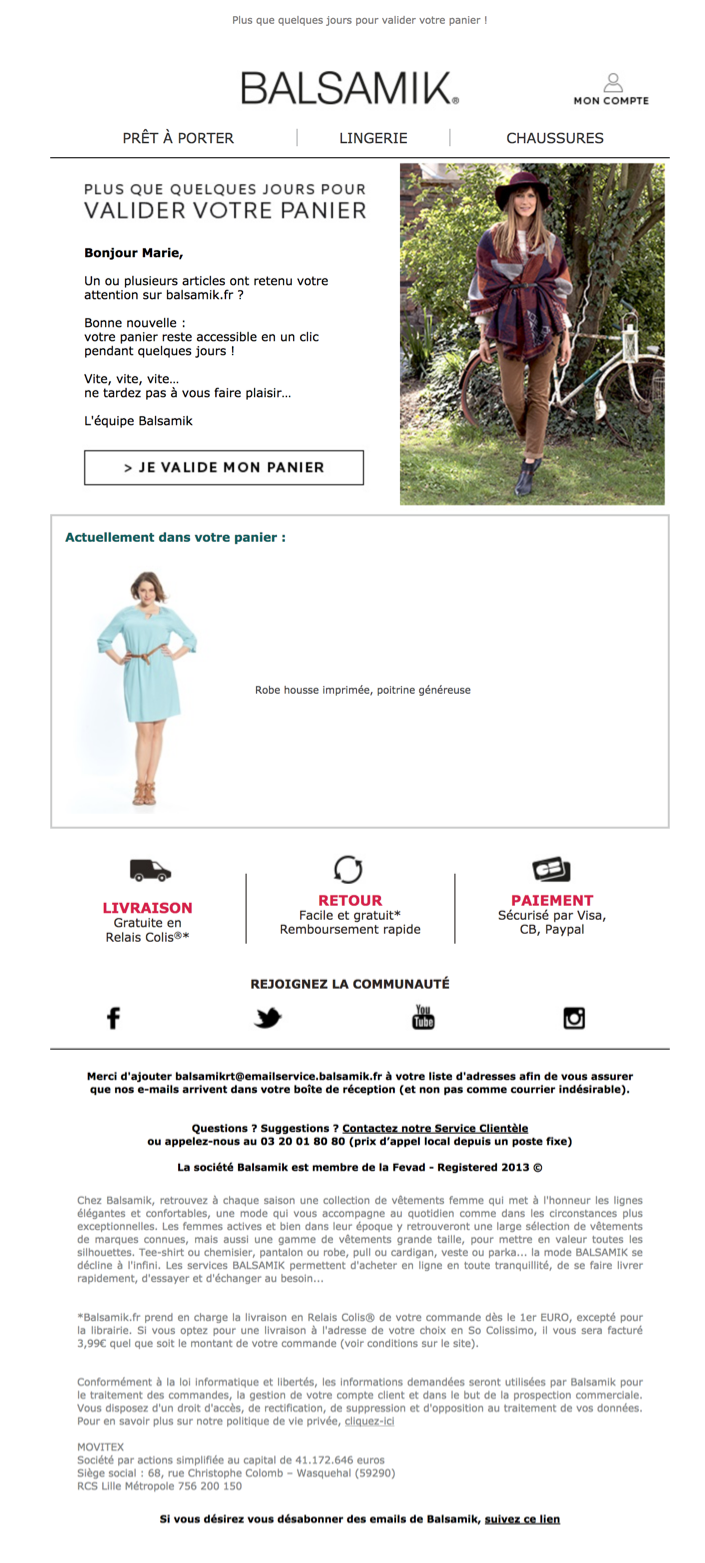 Plus que quelques jours pour valider votre panier !
BALSAMIK®
MON COMPTE
PRÊT À PORTER
LINGERIE
CHAUSSURES
PLUS QUE QUELQUES JOURS POUR
VALIDER VOTRE PANIER
Bonjour Marie,
Un ou plusieurs articles ont retenu votre
attention sur balsamik.fr ?
Bonne nouvelle :
votre panier reste accessible en un clic
pendant quelques jours !
Vite, vite, vite...
ne tardez pas à vous faire plaisir...
L'équipe Balsamik
> JE VALIDE MON PANIER
Actuellement dans votre panier :
Robe housse imprimée, poitrine généreuse
LIVRAISON
Gratuite en
Relais Colis®*
RETOUR
Facile et gratuit*
Remboursement rapide
PAIEMENT
Sécurisé par Visa,
CB, Paypal
REJOIGNEZ LA COMMUNAUTÉ
You
Tube
Merci d'ajouter balsamikrt@emailservice.balsamik.fr à votre liste d'adresses afin de vous assurer
que nos e-mails arrivent dans votre boîte de réception (et non pas comme courrier indésirable).
Questions ? Suggestions ? Contactez notre Service Clientèle
ou appelez-nous au 03 20 01 80 80 (prix d'appel local depuis un poste fixe)
La société Balsamik est membre de la Fevad - Registered 2013 ©
Chez Balsamik, retrouvez à chaque saison une collection de vêtements femme qui met à l'honneur les lignes
élégantes et confortables, une mode qui vous accompagne au quotidien comme dans les circonstances plus
exceptionnelles. Les femmes actives et bien dans leur époque y retrouveront une large sélection de vêtements
de marques connues, mais aussi une gamme de vêtements grande taille, pour mettre en valeur toutes les
silhouettes. Tee-shirt ou chemisier, pantalon ou robe, pull ou cardigan, veste ou parka... la mode BALSAMIK se
décline à l'infini. Les services BALSAMIK permettent d'acheter en ligne en toute tranquillité, de se faire livrer
rapidement, d'essayer et d'échanger au besoin...
*Balsamik.fr prend en charge la livraison en Relais Colis® de votre commande dès le 1er EURO, excepté pour
la librairie. Si vous optez pour une livraison à l'adresse de votre choix en So Colissimo, il vous sera facturé
3,99€ quel que soit le montant de votre commande (voir conditions sur le site).
Conformément à la loi informatique et libertés, les informations demandées seront utilisées par Balsamik pour
le traitement des commandes, la gestion de votre compte client et dans le but de la prospection commerciale.
Vous disposez d'un droit d'accès, de rectification, de suppression et d'opposition au traitement de vos données.
Pour en savoir plus sur notre politique de vie privée, cliquez-ici
MOVITEX
Société par actions simplifiée au capital de 41.172.646 euros
Siège social : 68, rue Christophe Colomb – Wasquehal (59290)
RCS Lille Métropole 756 200 150
Si vous désirez vous désabonner des emails de Balsamik, suivez ce lien